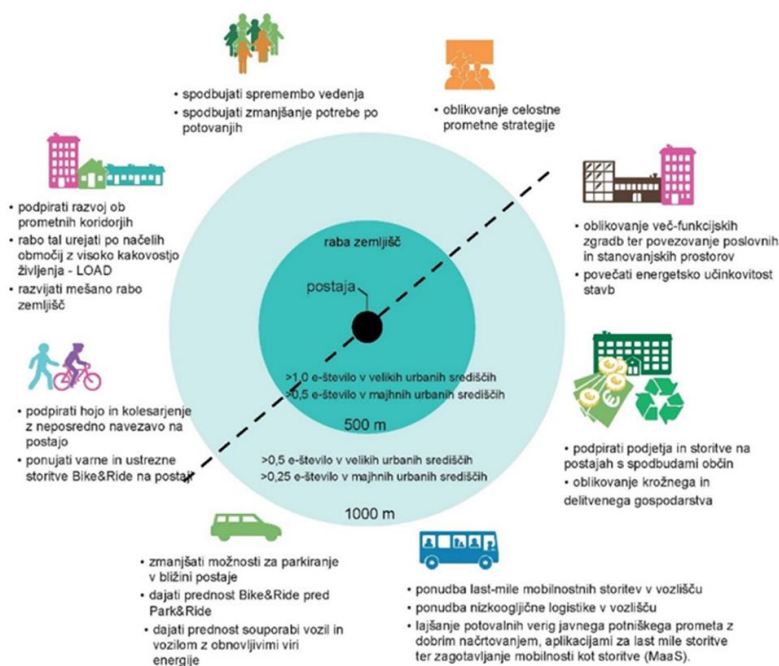 • spodbujati spremembo vedenja
• spodbujati zmanjšanje potrebe po
potovanjih
• oblikovanje celostne
prometne strategije
• podpirati razvoj ob
prometnih koridorjih
• rabo tal urejati po načelih
območij z visoko kakovostjo
življenja - LOAD
• razvijati mešano rabo
zemljišč
• oblikovanje več-funkcijskih
zgradb ter povezovanje poslovnih
in stanovanjskih prostorov
• povečati energetsko učinkovitost
stavb
raba zemljišč
postaja
>1,0 e-število v velikih urbanih središčih
>0,5 e-število v majhnih urbanih središčih
500 m
>0,5 e-število v velikih urbanih središčih
>0,25 e-število v majhnih urbanih središčih
1000 m
• podpirati hojo in kolesarjenje
z neposredno navezavo na
postajo
• ponujati varne in ustrezne
storitve Bike&Ride na postaji
• podpirati podjetja in storitve na
postajah s spodbudami občin
• oblikovanje krožnega in
delitvenega gospodarstva
• zmanjšati možnosti za parkiranje
v bližini postaje
• dajati prednost Bike&Ride pred
Park&Ride
• dajati prednost souporabi vozil in
vozilom z obnovljivimi viri
energije
• ponudba last-mile mobilnostnih storitev v vozlišču
• ponudba nizkoogljične logistike v vozlišču
• lajšanje potovalnih verig javnega potniškega prometa z
dobrim načrtovanjem, aplikacijami za last mile storitve
ter zagotavljanje mobilnosti kot storitve (MaaS).